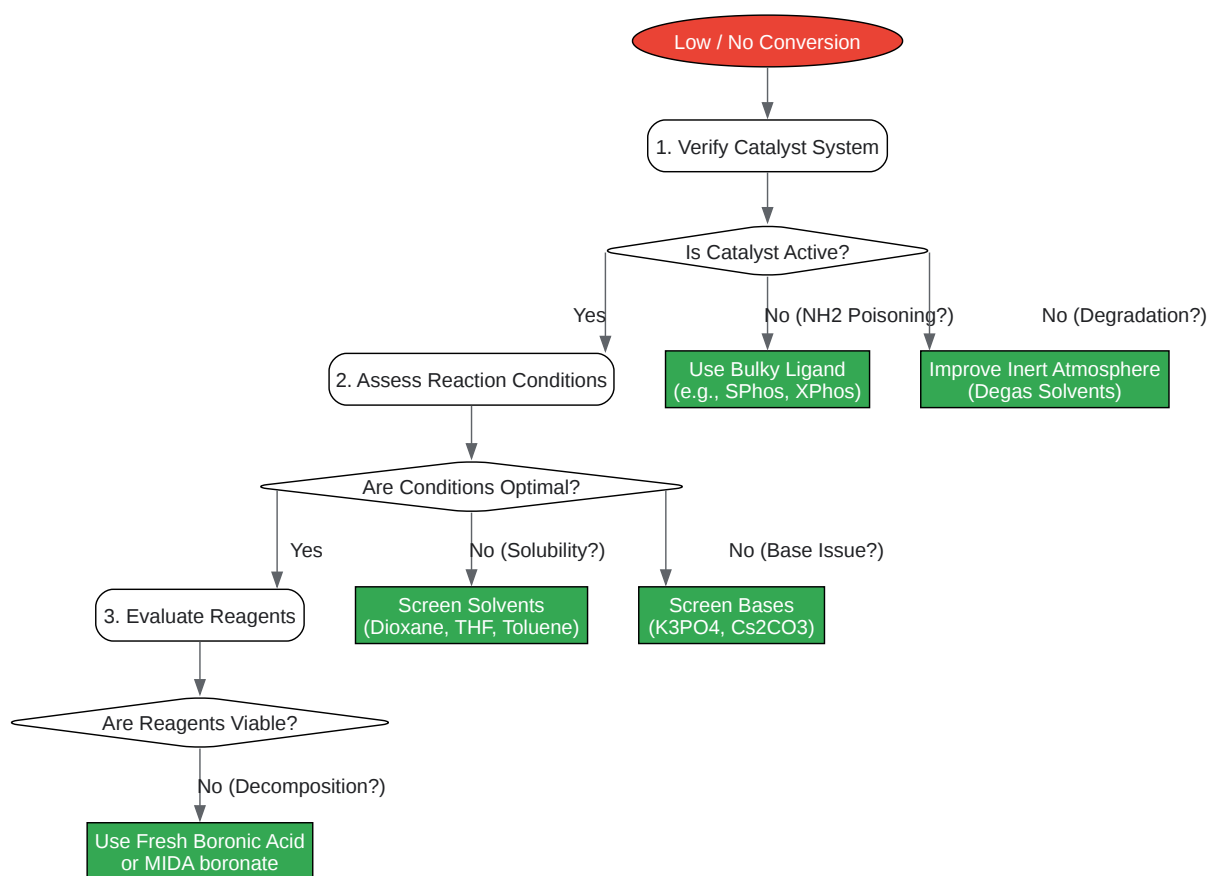 Low / No Conversion
1. Verify Catalyst System
Is Catalyst Active?
Yes
No (NH2 Poisoning?)
No (Degradation?)
2. Assess Reaction Conditions
Use Bulky Ligand
(e.g., SPhos, XPhos)
Improve Inert Atmosphere
(Degas Solvents)
Are Conditions Optimal?
Yes
No (Solubility?)
No (Base Issue?)
3. Evaluate Reagents
Screen Solvents
(Dioxane, THF, Toluene)
Screen Bases
(K3PO4, Cs2CO3)
Are Reagents Viable?
No (Decomposition?)
Use Fresh Boronic Acid
or MIDA boronate